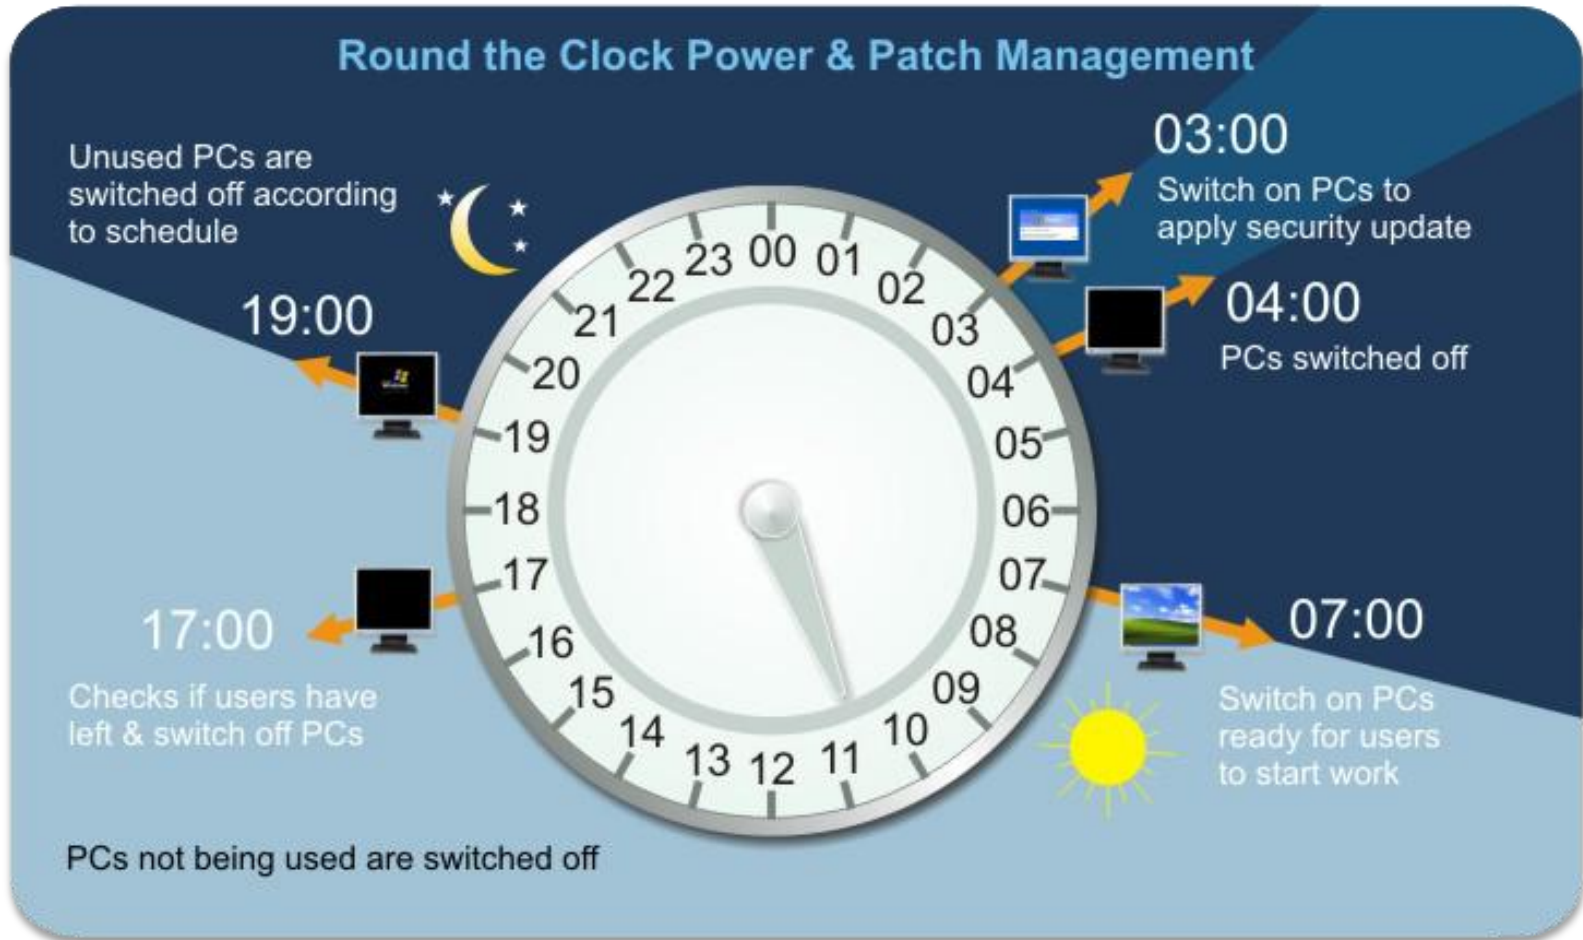 Round the Clock Power & Patch Management
Unused PCs are
switched off according
to schedule
19:00
17:00
Checks if users have
left & switch off PCs
PCs not being used are switched off
00
01
02
03
04
05
06
07
08
09
10
11
12
13
14
15
16
17
18
19
20
21
22
23
03:00
Switch on PCs to
apply security update
04:00
PCs switched off
07:00
Switch on PCs
ready for users
to start work